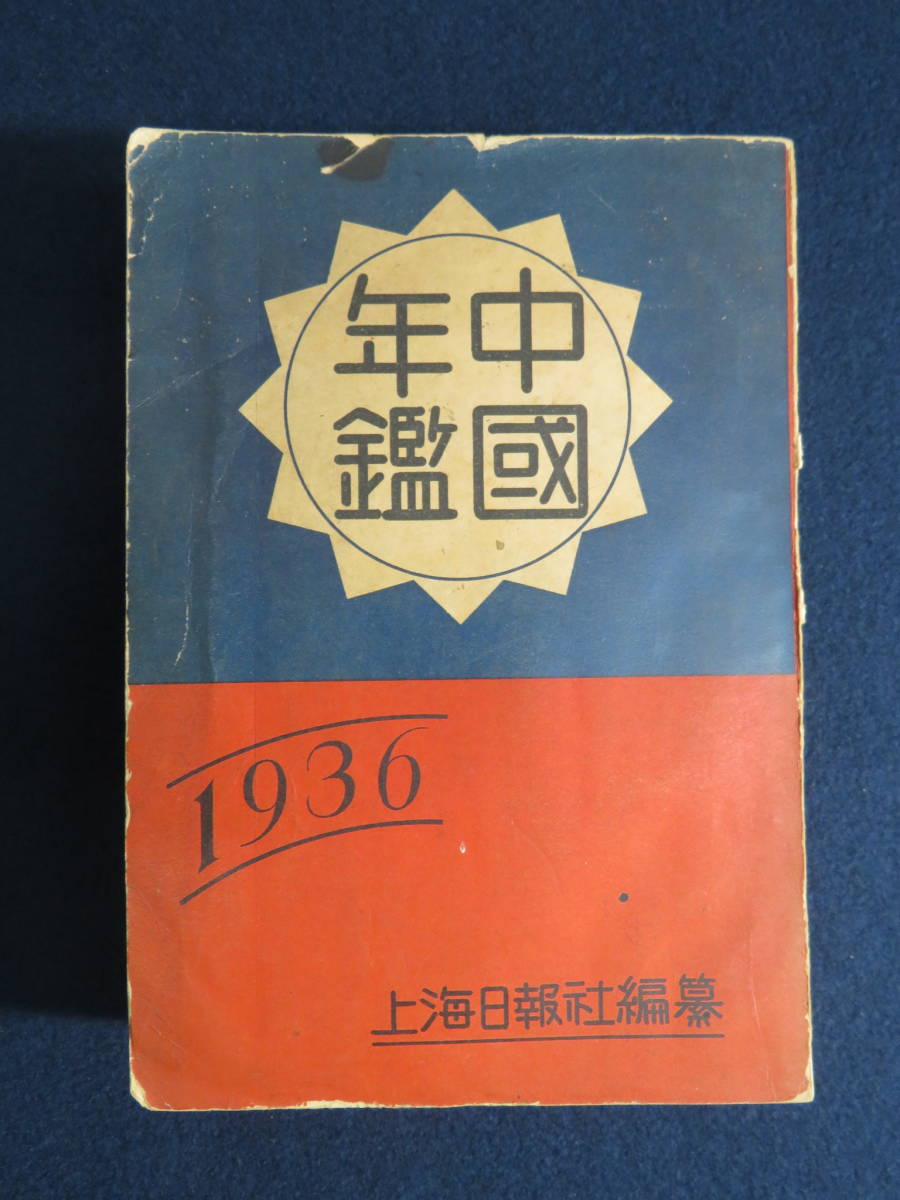 中國
年鑑
1936
上海日報社編纂